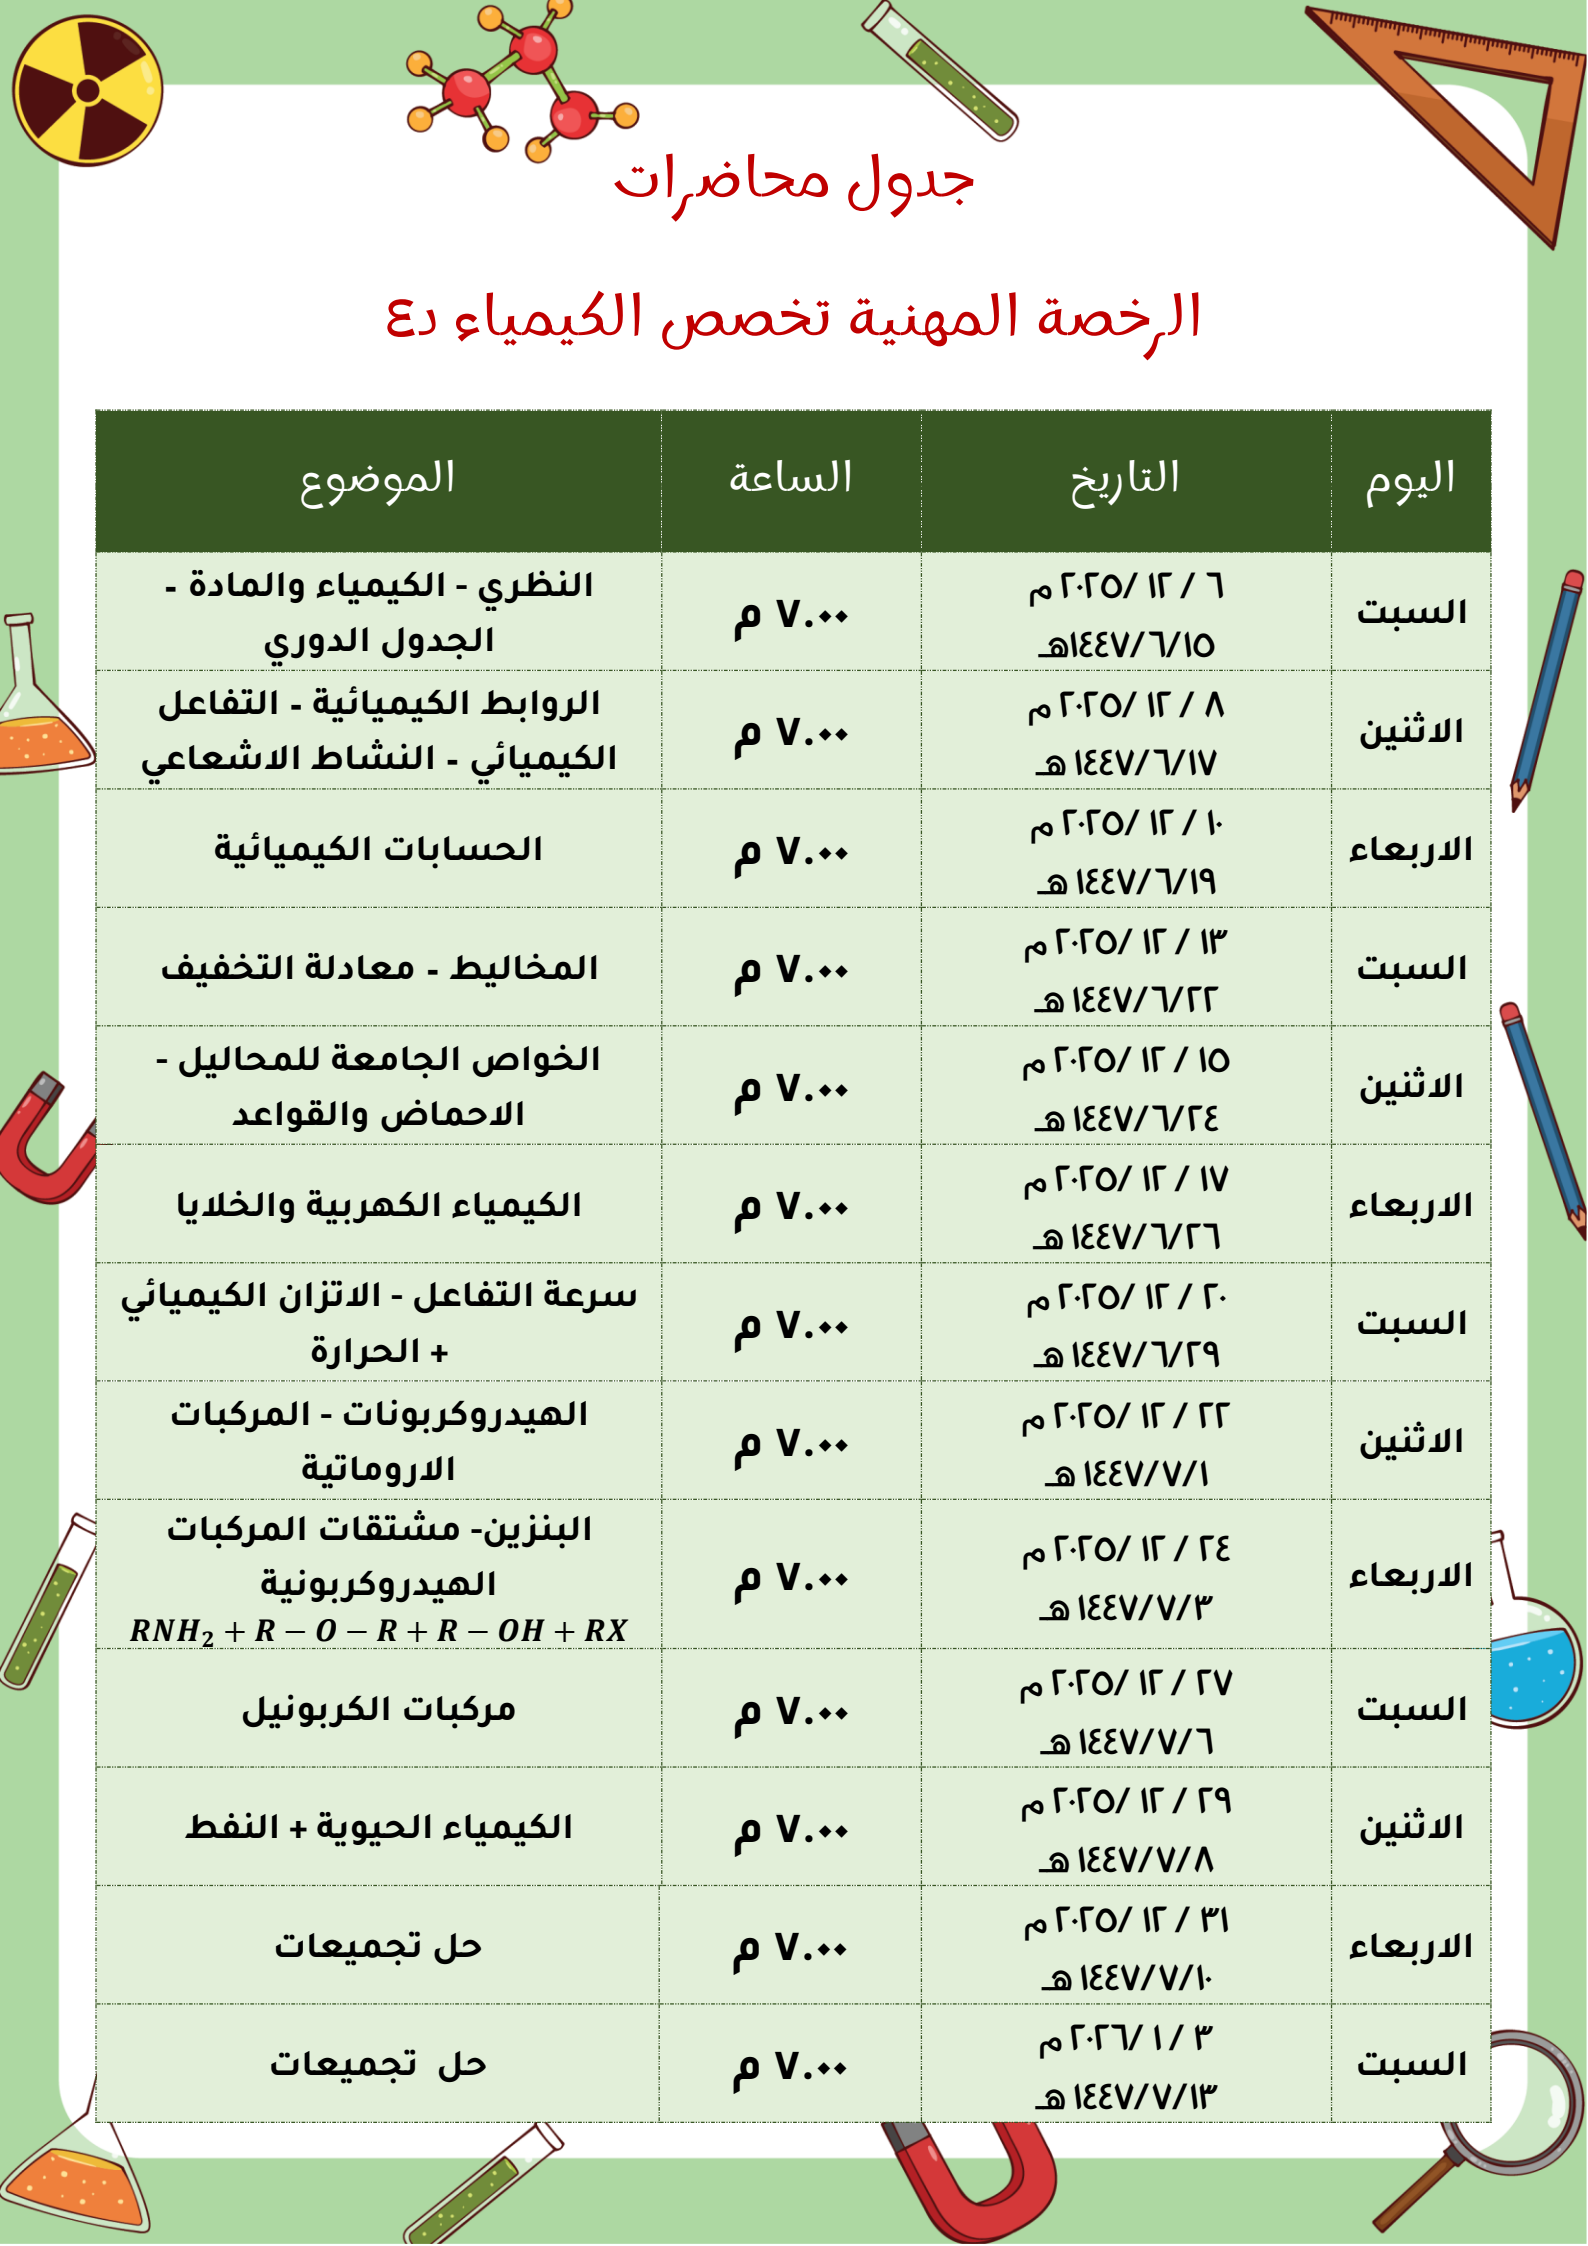 جدول محاضرات
الرخصة المهنية تخصص الكيمياء د٤
اليوم التاريخ الساعة الموضوع
السبت
٦ / ١٢ /٢٠٢٥ م
١٤٤٧/٦/١٥هـ
٧.٠٠ م
النظري - الكيمياء والمادة -
الجدول الدوري
الاثنين
٨ / ١٢ /٢٠٢٥ م
١٤٤٧/٦/١٧ هـ
٧.٠٠ م
الروابط الكيميائية - التفاعل
الكيميائي - النشاط الاشعاعي
الاربعاء
١٠ / ١٢ /٢٠٢٥ م
١٤٤٧/٦/١٩ هـ
٧.٠٠ م
الحسابات الكيميائية
السبت
١٣ / ١٢ /٢٠٢٥ م
١٤٤٧/٦/٢٢ هـ
٧.٠٠ م
المخاليط - معادلة التخفيف
الاثنين
١٥ / ١٢ /٢٠٢٥ م
١٤٤٧/٦/٢٤ هـ
٧.٠٠ م
الخواص الجامعة للمحاليل -
الاحماض والقواعد
الاربعاء
١٧ / ١٢ /٢٠٢٥ م
١٤٤٧/٦/٢٦ هـ
٧.٠٠ م
الكيمياء الكهربية والخلايا
السبت
٢٠ / ١٢ /٢٠٢٥ م
١٤٤٧/٦/٢٩ هـ
٧.٠٠ م
سرعة التفاعل - الاتزان الكيميائي
+ الحرارة
الاثنين
٢٢ / ١٢ /٢٠٢٥ م
١٤٤٧/٧/١ هـ
٧.٠٠ م
الهيدروكربونات - المركبات
الاروماتية
الاربعاء
٢٤ / ١٢ /٢٠٢٥ م
١٤٤٧/٧/٣ هـ
٧.٠٠ م
البنزين- مشتقات المركبات
الهيدروكربونية
RNH₂ + R − O − R + R − OH + RX
السبت
٢٧ / ١٢ /٢٠٢٥ م
١٤٤٧/٧/٦ هـ
٧.٠٠ م
مركبات الكربونيل
الاثنين
٢٩ / ١٢ /٢٠٢٥ م
١٤٤٧/٧/٨ هـ
٧.٠٠ م
الكيمياء الحيوية + النفط
الاربعاء
٣١ / ١٢ /٢٠٢٥ م
١٤٤٧/٧/١٠ هـ
٧.٠٠ م
حل تجميعات
السبت
٣ / ١ /٢٠٢٦ م
١٤٤٧/٧/١٣ هـ
٧.٠٠ م
حل تجميعات